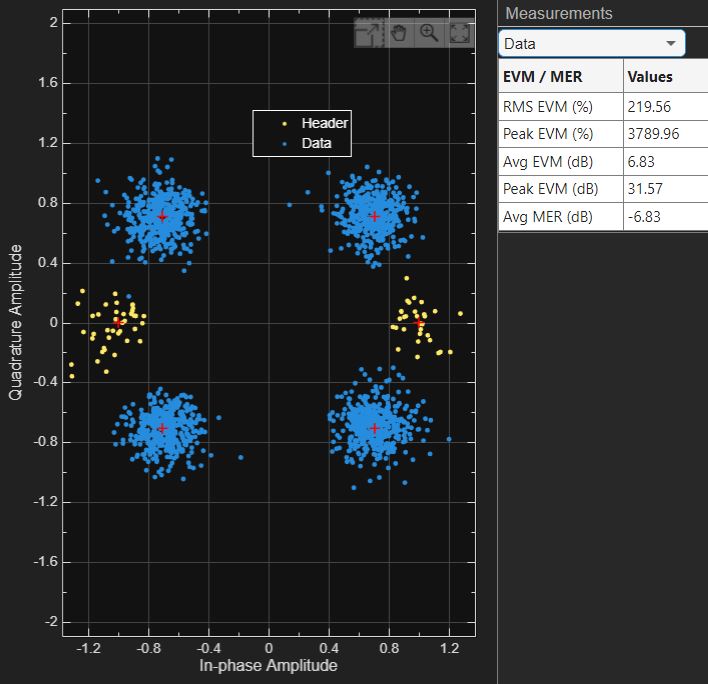 Measurements
Data
EVM / MER Values
RMS EVM (%) 219.56
Peak EVM (%) 3789.96
Avg EVM (dB) 6.83
Peak EVM (dB) 31.57
Avg MER (dB) -6.83
Header
Data
Quadrature Amplitude
2
1.6
1.2
0.8
0.4
0
-0.4
-0.8
-1.2
-1.6
-2
-1.2 -0.8 -0.4 0 0.4 0.8 1.2
In-phase Amplitude